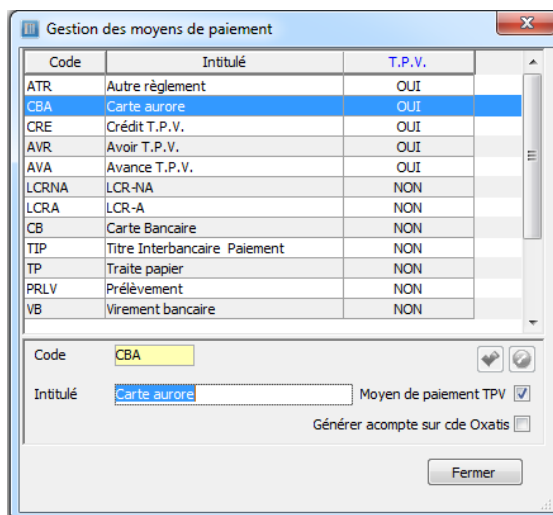 Gestion des moyens de paiement
Code Intitulé T.P.V.
ATR Autre règlement OUI
CBA Carte aurore OUI
CRE Crédit T.P.V. OUI
AVR Avoir T.P.V. OUI
AVA Avance T.P.V. OUI
LCRNA LCR-NA NON
LCRA LCR-A NON
CB Carte Bancaire NON
TIP Titre Interbancaire Paiement NON
TP Traite papier NON
PRLV Prélèvement NON
VB Virement bancaire NON
Code CBA
Intitulé Carte aurore Moyen de paiement TPV
Générer acompte sur cde Oxatis
Fermer